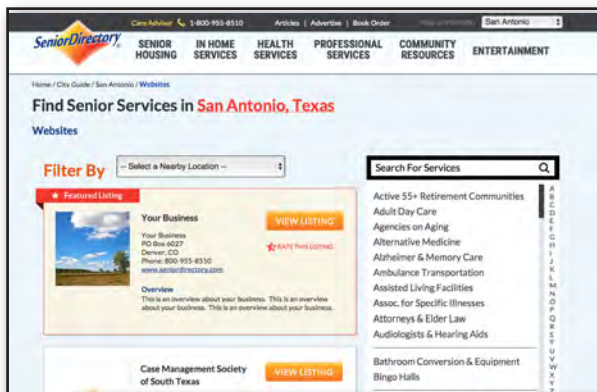 Care Advisor 1-800-955-8510 Articles | Advertise | Book Order San Antonio
SeniorDirectory
SENIOR HOUSING
IN HOME SERVICES
HEALTH SERVICES
PROFESSIONAL SERVICES
COMMUNITY RESOURCES
ENTERTAINMENT
Home / City Guide / San Antonio / Websites
Find Senior Services in San Antonio, Texas
Websites
Filter By
-- Select a Nearby Location --
Featured Listing
Your Business
VIEW LISTING
Your Business
PO Box 6027
Denver, CO
Phone: 800-955-8510
www.seniordirectory.com
RATE THIS LISTING
Overview
This is an overview about your business. This is an overview
about your business. This is an overview about your business.
Case Management Society
of South Texas
VIEW LISTING
Search For Services
Active 55+ Retirement Communities
Adult Day Care
Agencies on Aging
Alternative Medicine
Alzheimer & Memory Care
Ambulance Transportation
Assisted Living Facilities
Assoc. for Specific Illnesses
Attorneys & Elder Law
Audiologists & Hearing Aids
Bathroom Conversion & Equipment
Bingo Halls
A
B
C
D
E
F
G
H
I
J
K
L
M
N
O
P
Q
R
S
T
U
V
W
X
Y